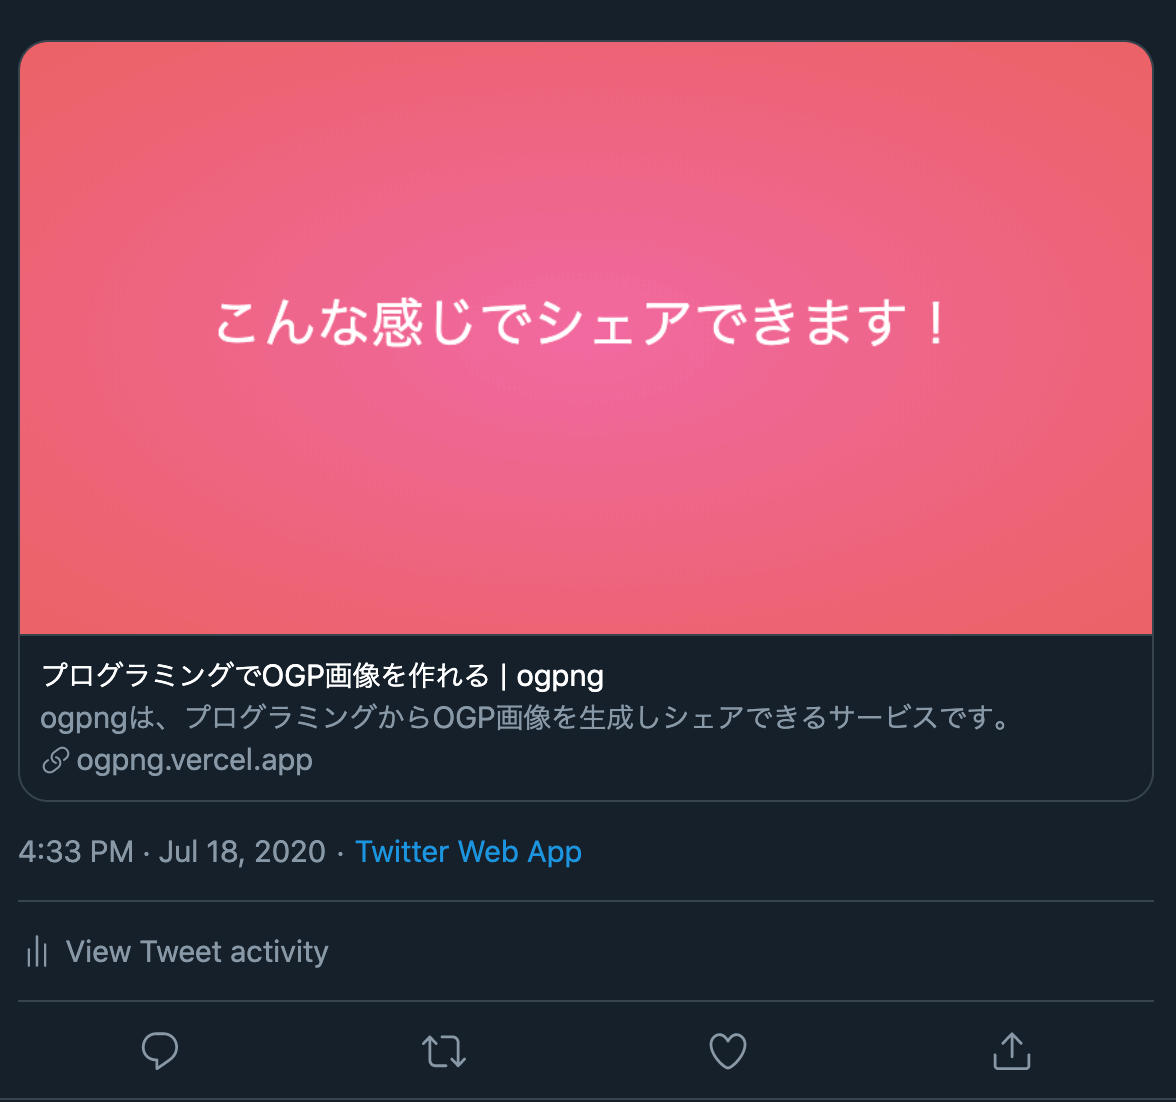 こんな感じでシェアできます！
プログラミングでOGP画像を作れる | ogpng
ogpngは、プログラミングからOGP画像を生成しシェアできるサービスです。
ogpng.vercel.app
4:33 PM · Jul 18, 2020 · Twitter Web App
View Tweet activity